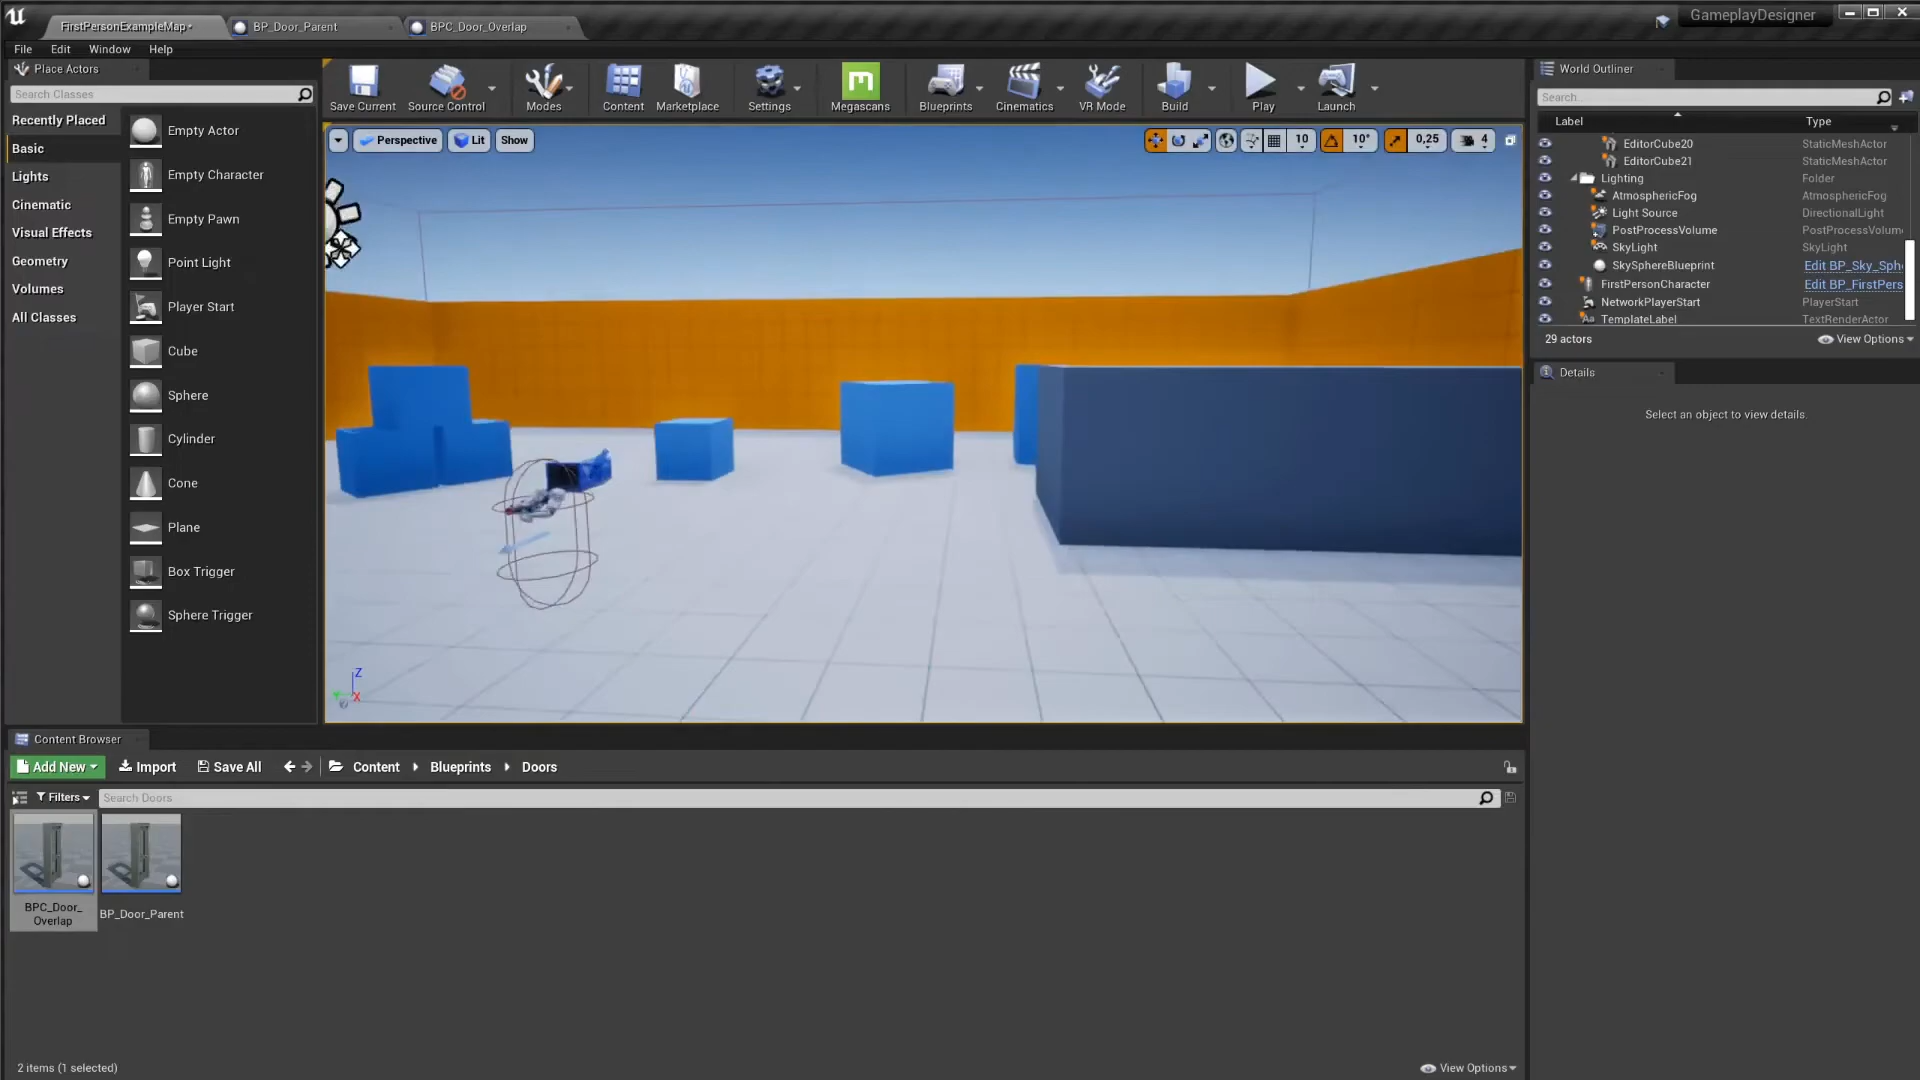 FirstPersonExampleMap*
BP_Door_Parent
BPC_Door_Overlap
GameplayDesigner
File
Edit
Window
Help
Place Actors
Search Classes
Recently Placed
Basic
Lights
Cinematic
Visual Effects
Geometry
Volumes
All Classes
Empty Actor
Empty Character
Empty Pawn
Point Light
Player Start
Cube
Sphere
Cylinder
Cone
Plane
Box Trigger
Sphere Trigger
Save Current
Source Control
Modes
Content
Marketplace
Settings
Megascans
Blueprints
Cinematics
VR Mode
Build
Play
Launch
Perspective
Lit
Show
10
10°
0,25
4
Z
X
World Outliner
Search...
Label
Type
EditorCube20 StaticMeshActor
EditorCube21 StaticMeshActor
Lighting Folder
AtmosphericFog AtmosphericFog
Light Source DirectionalLight
PostProcessVolume PostProcessVolum
SkyLight SkyLight
SkySphereBlueprint Edit BP_Sky_Sph
FirstPersonCharacter Edit BP_FirstPers
NetworkPlayerStart PlayerStart
TemplateLabel TextRenderActor
29 actors
View Options
Details
Select an object to view details.
Content Browser
Add New
Import
Save All
Content
Blueprints
Doors
Filters
Search Doors
BPC_Door_
Overlap
BP_Door_Parent
2 items (1 selected)
View Options